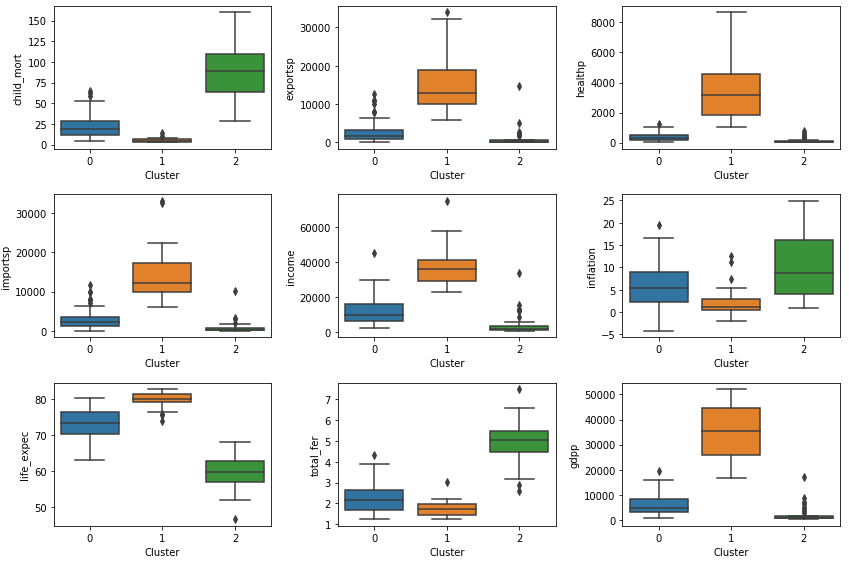 child_mort
150
125
100
75
50
25
0
0 1 2
Cluster
exportsp
30000
20000
10000
0
0 1 2
Cluster
healthp
8000
6000
4000
2000
0
0 1 2
Cluster
importsp
30000
20000
10000
0
0 1 2
Cluster
income
60000
40000
20000
0
0 1 2
Cluster
inflation
25
20
15
10
5
0
−5
0 1 2
Cluster
life_expec
80
70
60
50
0 1 2
Cluster
total_fer
7
6
5
4
3
2
1
0 1 2
Cluster
gdpp
50000
40000
30000
20000
10000
0
0 1 2
Cluster